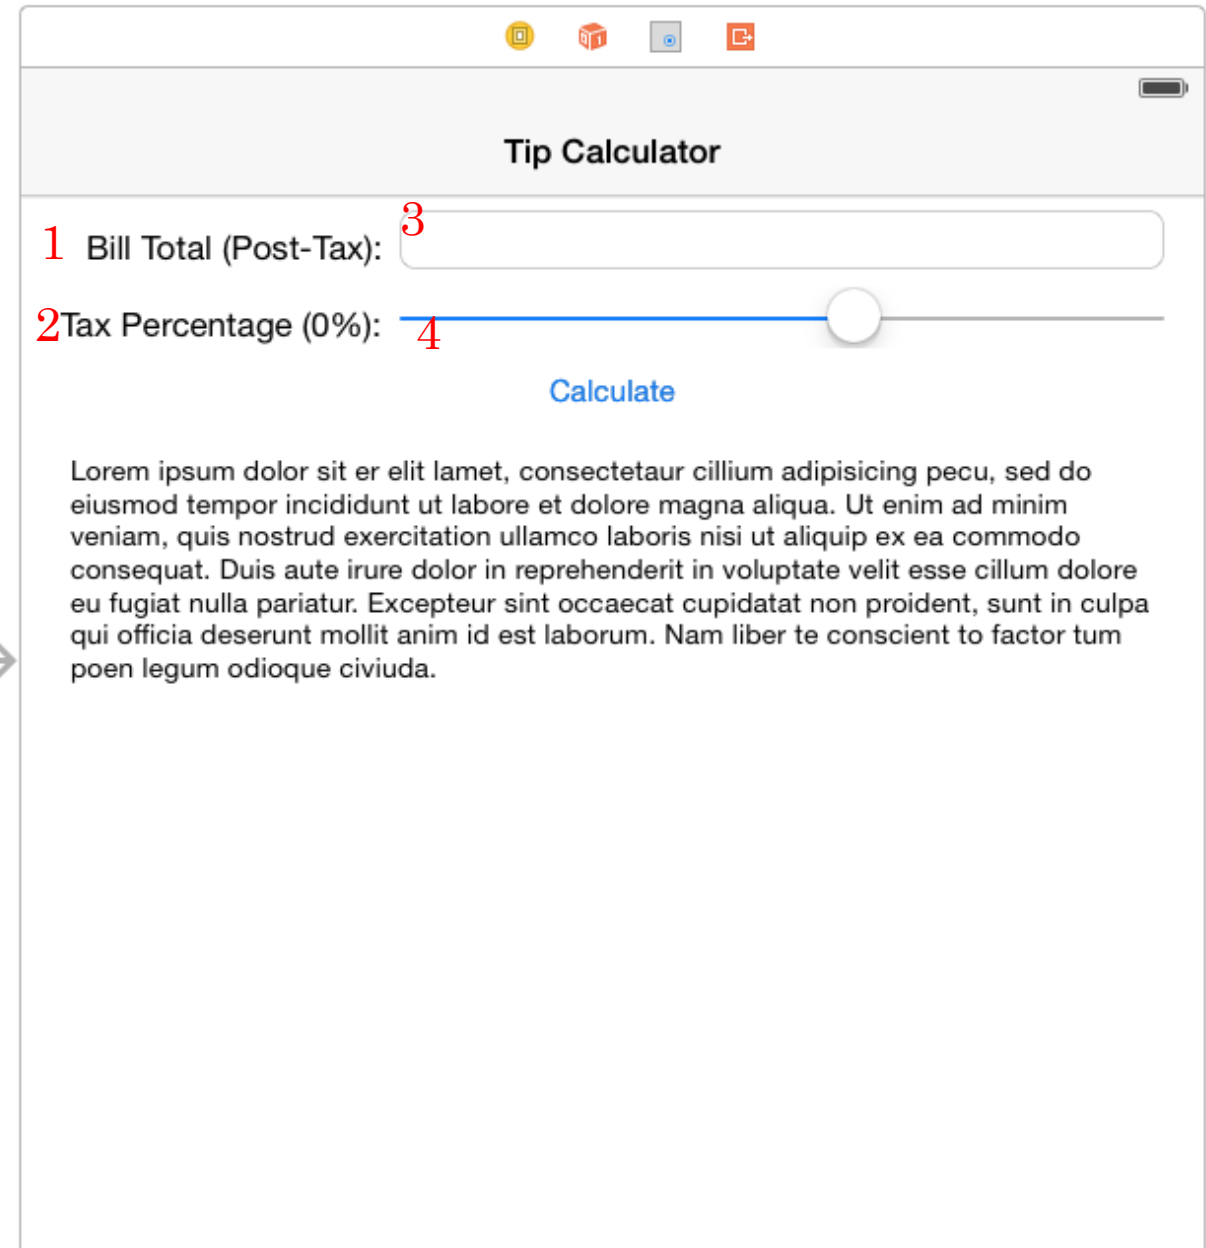 Tip Calculator
1 Bill Total (Post-Tax): 3
2 Tax Percentage (0%): 4
Calculate
Lorem ipsum dolor sit er elit lamet, consectetaur cillium adipisicing pecu, sed do
eiusmod tempor incididunt ut labore et dolore magna aliqua. Ut enim ad minim
veniam, quis nostrud exercitation ullamco laboris nisi ut aliquip ex ea commodo
consequat. Duis aute irure dolor in reprehenderit in voluptate velit esse cillum dolore
eu fugiat nulla pariatur. Excepteur sint occaecat cupidatat non proident, sunt in culpa
qui officia deserunt mollit anim id est laborum. Nam liber te conscient to factor tum
poen legum odioque civiuda.